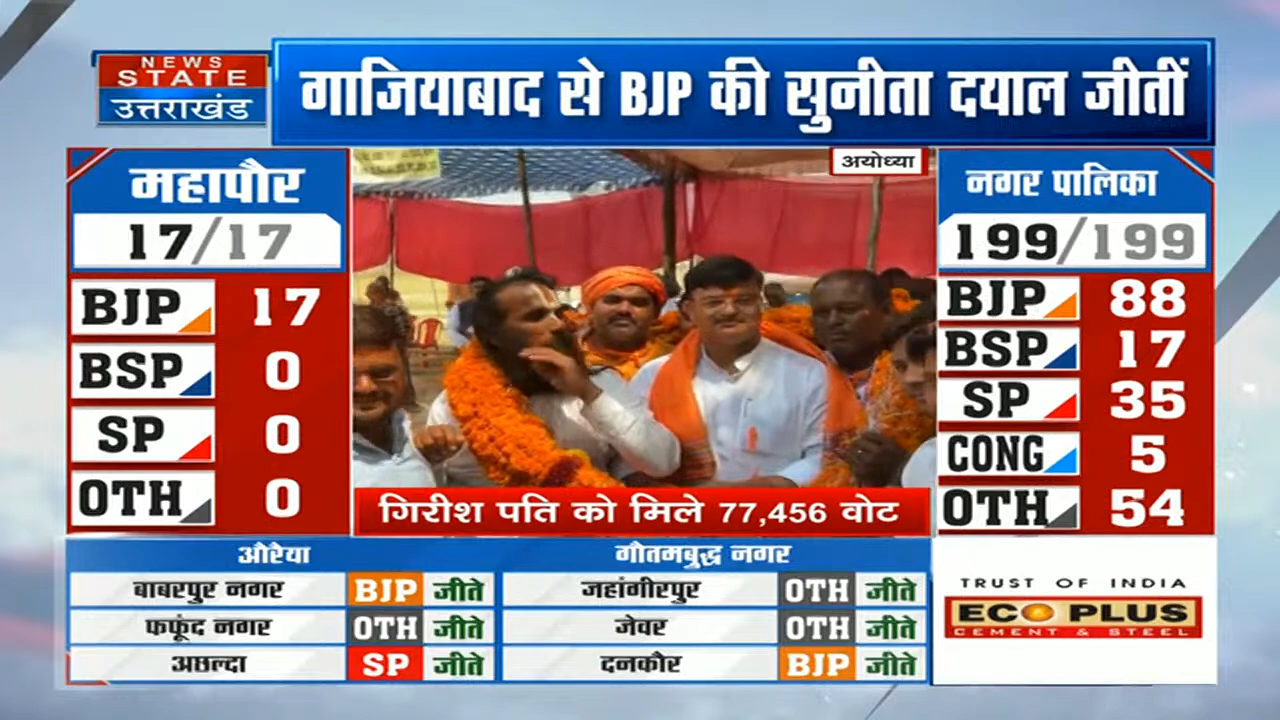 NEWS
STATE
उत्तराखंड
गाजियाबाद से BJP की सुनीता दयाल जीतीं
महापौर
17/17
BJP 17
BSP 0
SP 0
OTH 0
अयोध्या
गिरीश पति को मिले 77,456 वोट
नगर पालिका
199/199
BJP 88
BSP 17
SP 35
CONG 5
OTH 54
औरैया
बाबरपुर नगर BJP जीते
फफूंद नगर OTH जीते
अछल्दा SP जीते
गौतमबुद्ध नगर
जहांगीरपुर OTH जीते
जेवर OTH जीते
दनकौर BJP जीते
TRUST OF INDIA
ECO PLUS
CEMENT & STEEL